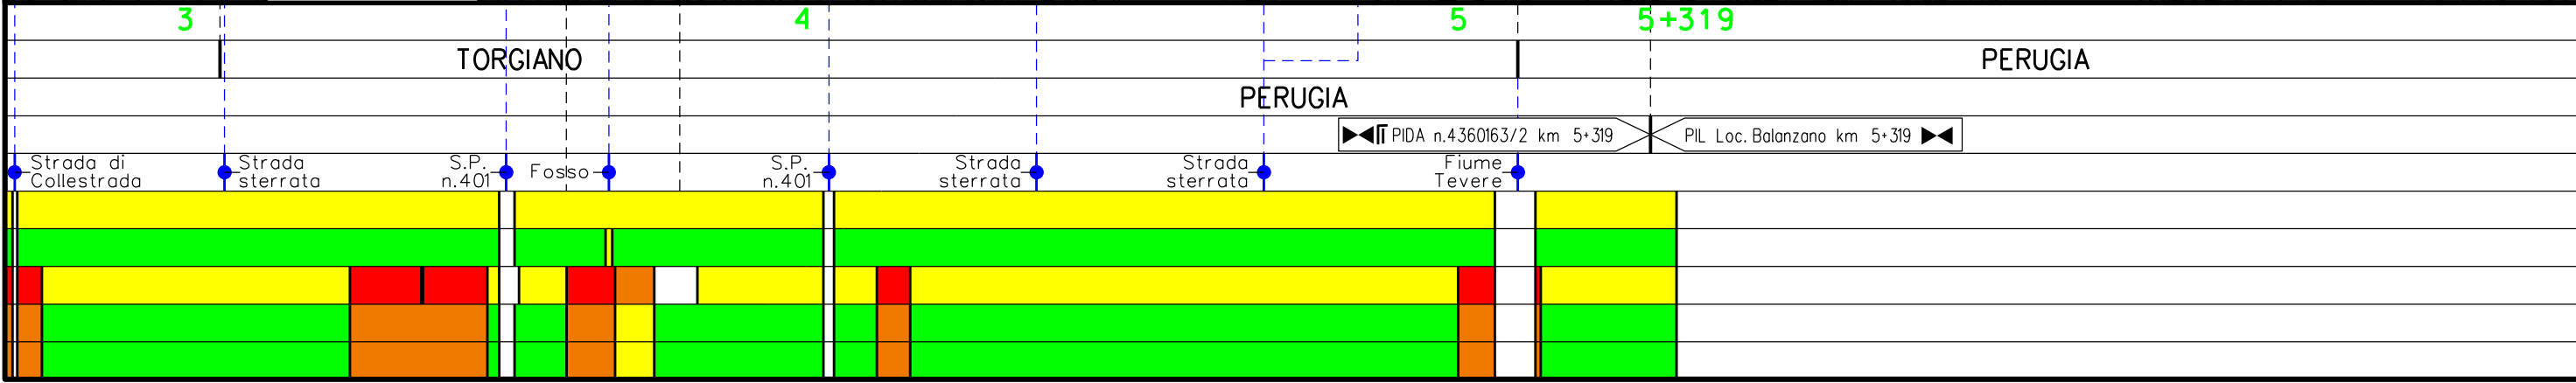 3 4 5 5+319
TORGIANO PERUGIA
PERUGIA
PIDA n.4360163/2 km 5+319 PIL Loc. Balanzano km 5+319
Strada di Strada S.P. Fosso S.P. Strada Strada Fiume
Collestrada sterrata n.401 n.401 sterrata sterrata Tevere